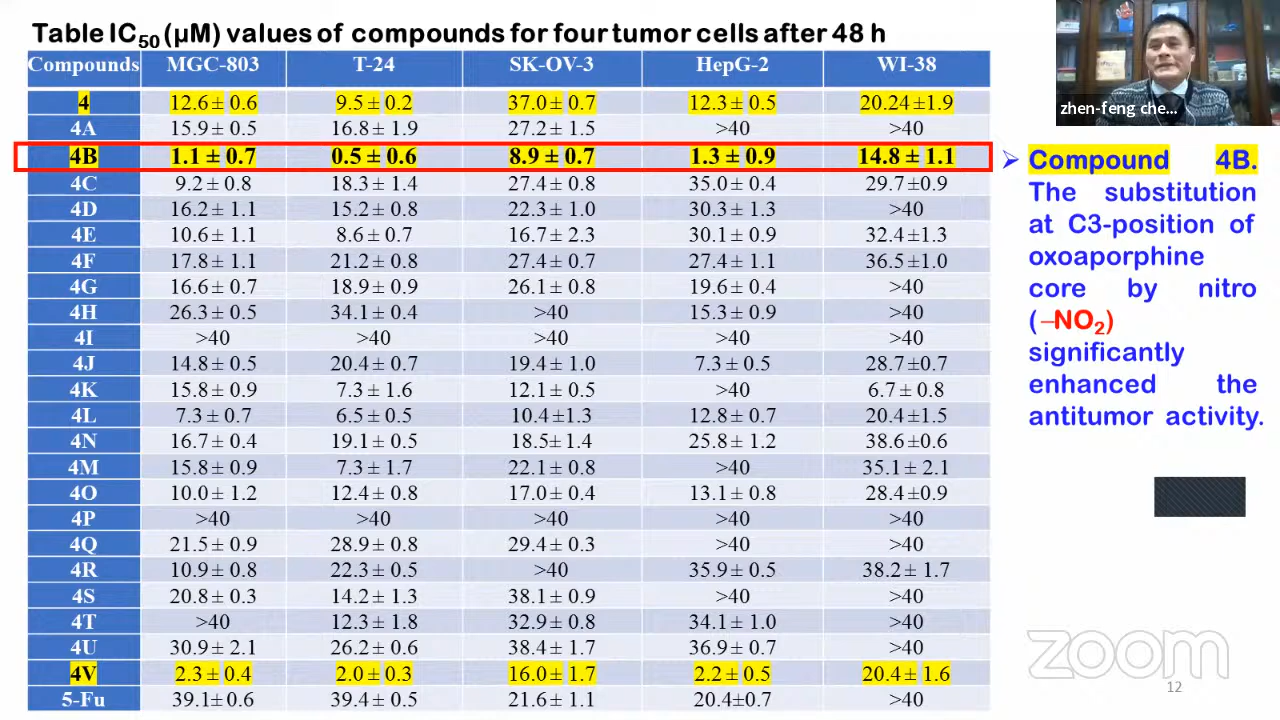 Table IC50 (µM) values of compounds for four tumor cells after 48 h
Compounds MGC-803 T-24 SK-OV-3 HepG-2 WI-38
4 12.6± 0.6 9.5± 0.2 37.0± 0.7 12.3± 0.5 20.24±1.9
4A 15.9± 0.5 16.8± 1.9 27.2± 1.5 >40 >40
4B 1.1 ± 0.7 0.5 ± 0.6 8.9 ± 0.7 1.3 ± 0.9 14.8 ± 1.1
4C 9.2± 0.8 18.3± 1.4 27.4± 0.8 35.0± 0.4 29.7±0.9
4D 16.2± 1.1 15.2± 0.8 22.3± 1.0 30.3± 1.3 >40
4E 10.6± 1.1 8.6± 0.7 16.7± 2.3 30.1± 0.9 32.4±1.3
4F 17.8± 1.1 21.2± 0.8 27.4± 0.7 27.4± 1.1 36.5±1.0
4G 16.6± 0.7 18.9± 0.9 26.1± 0.8 19.6± 0.4 >40
4H 26.3± 0.5 34.1± 0.4 >40 15.3± 0.9 >40
4I >40 >40 >40 >40 >40
4J 14.8± 0.5 20.4± 0.7 19.4± 1.0 7.3± 0.5 28.7±0.7
4K 15.8± 0.9 7.3± 1.6 12.1± 0.5 >40 6.7± 0.8
4L 7.3± 0.7 6.5± 0.5 10.4±1.3 12.8± 0.7 20.4±1.5
4N 16.7± 0.4 19.1± 0.5 18.5± 1.4 25.8± 1.2 38.6±0.6
4M 15.8± 0.9 7.3± 1.7 22.1± 0.8 >40 35.1± 2.1
4O 10.0± 1.2 12.4± 0.8 17.0± 0.4 13.1± 0.8 28.4±0.9
4P >40 >40 >40 >40 >40
4Q 21.5± 0.9 28.9± 0.8 29.4± 0.3 >40 >40
4R 10.9± 0.8 22.3± 0.5 >40 35.9± 0.5 38.2± 1.7
4S 20.8± 0.3 14.2± 1.3 38.1± 0.9 >40 >40
4T >40 12.3± 1.8 32.9± 0.8 34.1± 1.0 >40
4U 30.9± 2.1 26.2± 0.6 38.4± 1.7 36.9± 0.7 >40
4V 2.3± 0.4 2.0± 0.3 16.0± 1.7 2.2± 0.5 20.4± 1.6
5-Fu 39.1± 0.6 39.4± 0.5 21.6± 1.1 20.4±0.7 >40
zhen-feng che...
➢ Compound 4B.
The substitution
at C3-position of
oxoaporphine
core by nitro
(–NO2)
significantly
enhanced the
antitumor activity.
zoom
12